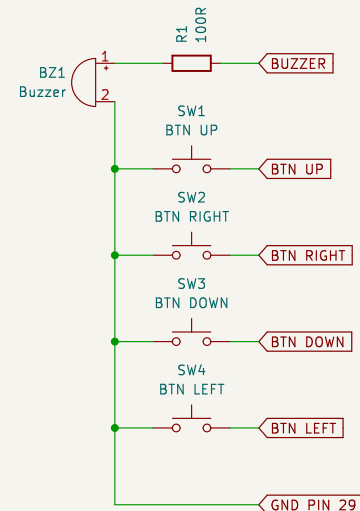 R1
100R
1
+
BZ1
BUZZER
Buzzer
2
SW1
BTN UP
BTN UP
SW2
BTN RIGHT
BTN RIGHT
SW3
BTN DOWN
BTN DOWN
SW4
BTN LEFT
BTN LEFT
GND PIN 29